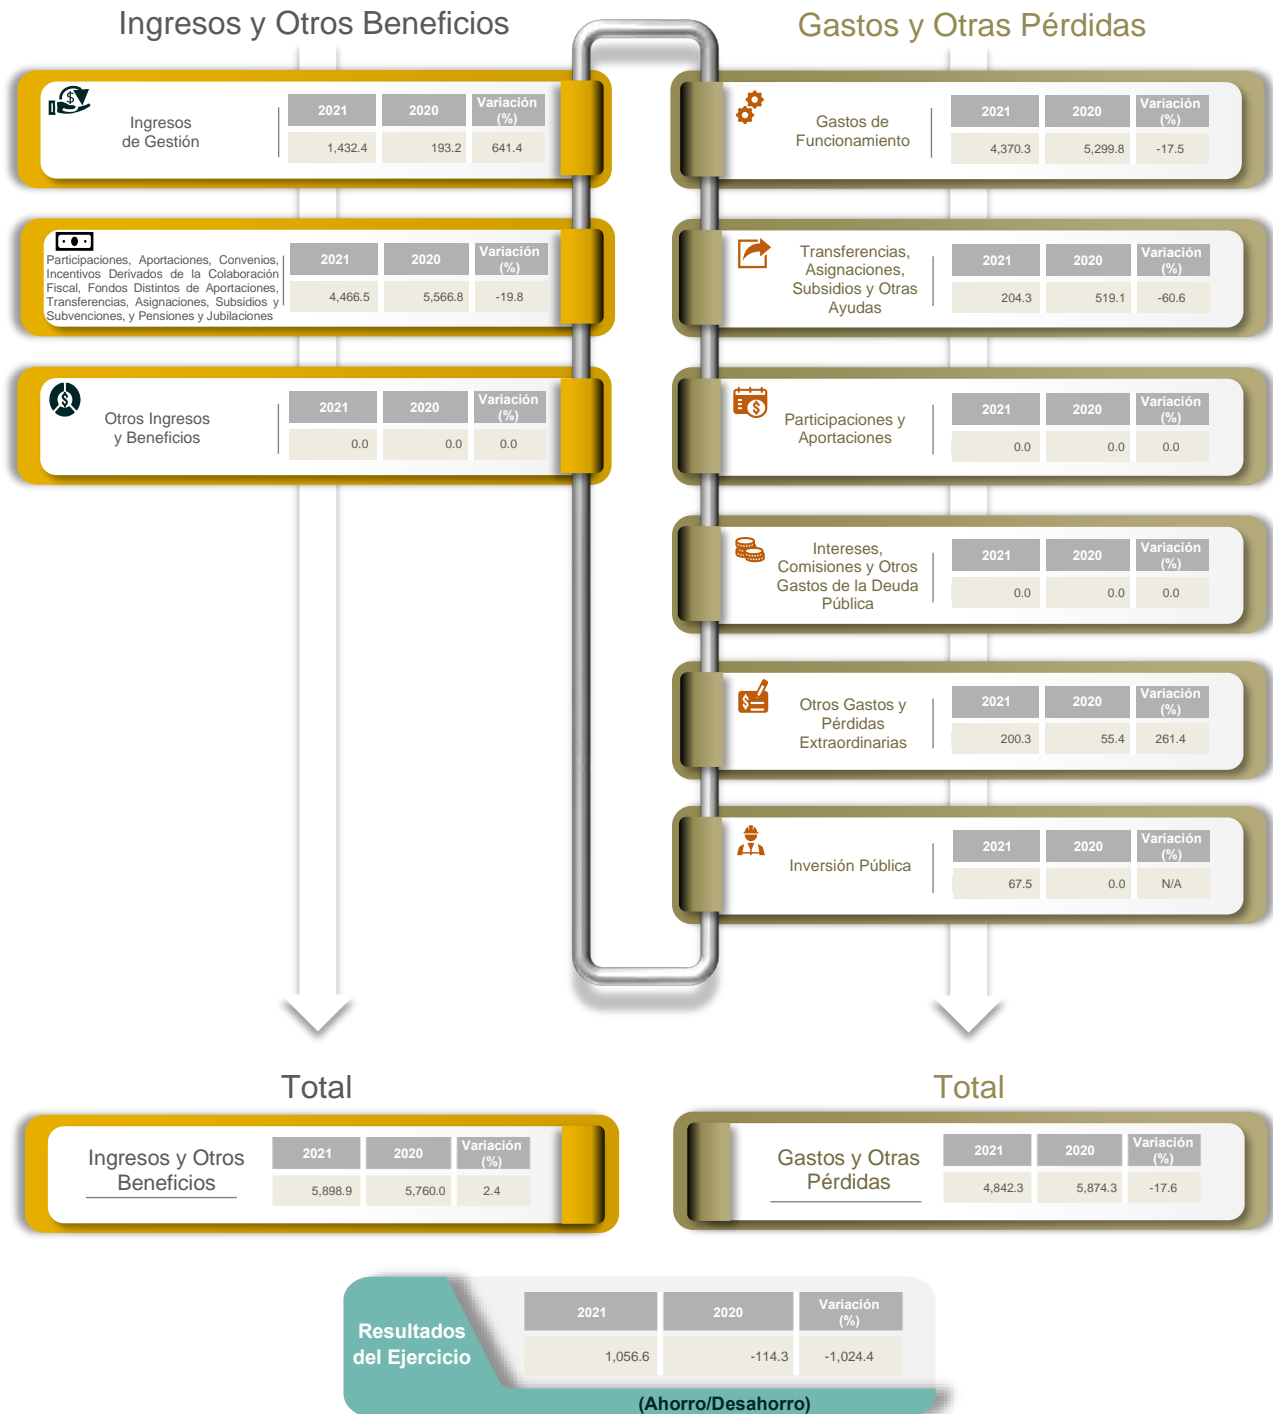 Ingresos y Otros Beneficios
Ingresos
de Gestión
2021 2020 Variación (%)
1,432.4 193.2 641.4
Participaciones, Aportaciones, Convenios,
Incentivos Derivados de la Colaboración
Fiscal, Fondos Distintos de Aportaciones,
Transferencias, Asignaciones, Subsidios y
Subvenciones, y Pensiones y Jubilaciones
2021 2020 Variación (%)
4,466.5 5,566.8 -19.8
Otros Ingresos
y Beneficios
2021 2020 Variación (%)
0.0 0.0 0.0
Gastos y Otras Pérdidas
Gastos de
Funcionamiento
2021 2020 Variación (%)
4,370.3 5,299.8 -17.5
Transferencias,
Asignaciones,
Subsidios y Otras
Ayudas
2021 2020 Variación (%)
204.3 519.1 -60.6
Participaciones y
Aportaciones
2021 2020 Variación (%)
0.0 0.0 0.0
Intereses,
Comisiones y Otros
Gastos de la Deuda
Pública
2021 2020 Variación (%)
0.0 0.0 0.0
Otros Gastos y
Pérdidas
Extraordinarias
2021 2020 Variación (%)
200.3 55.4 261.4
Inversión Pública
2021 2020 Variación (%)
67.5 0.0 N/A
Total
Ingresos y Otros
Beneficios
2021 2020 Variación (%)
5,898.9 5,760.0 2.4
Total
Gastos y Otras
Pérdidas
2021 2020 Variación (%)
4,842.3 5,874.3 -17.6
Resultados
del Ejercicio
2021 2020 Variación (%)
1,056.6 -114.3 -1,024.4
(Ahorro/Desahorro)